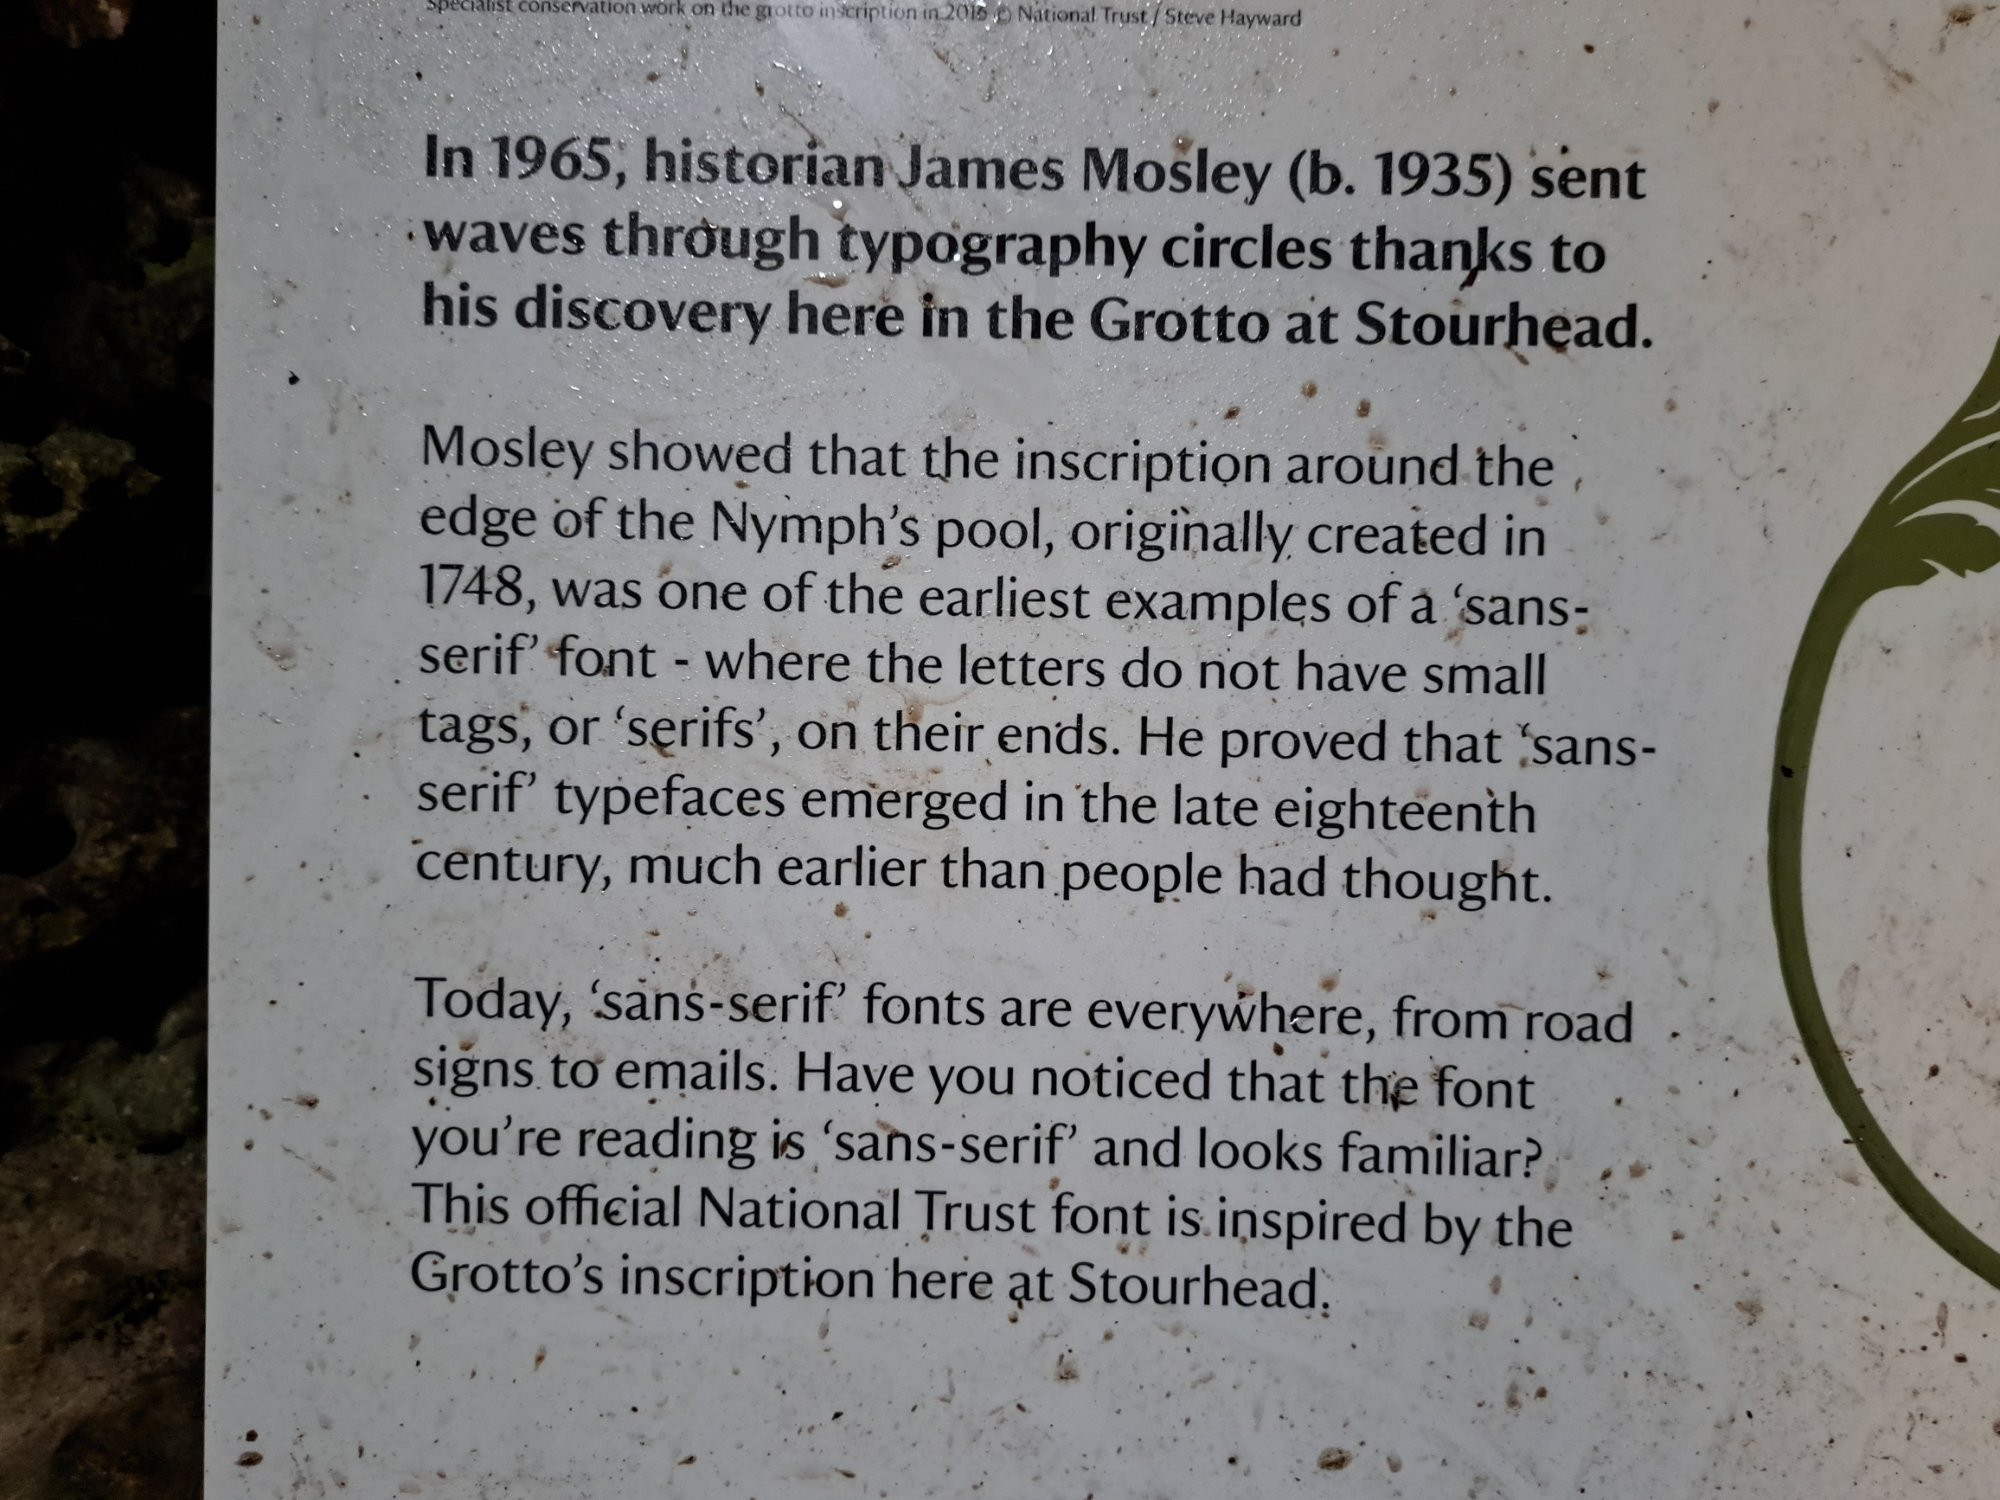 Specialist conservation work on the grotto inscription in 2015 © National Trust / Steve Hayward
In 1965, historian James Mosley (b. 1935) sent
waves through typography circles thanks to
his discovery here in the Grotto at Stourhead.
Mosley showed that the inscription around the
edge of the Nymph's pool, originally created in
1748, was one of the earliest examples of a ‘sans-
serif’ font - where the letters do not have small
tags, or ‘serifs’, on their ends. He proved that ‘sans-
serif’ typefaces emerged in the late eighteenth
century, much earlier than people had thought.
Today, ‘sans-serif’ fonts are everywhere, from road
signs to emails. Have you noticed that the font
you’re reading is ‘sans-serif’ and looks familiar?
This official National Trust font is inspired by the
Grotto’s inscription here at Stourhead.